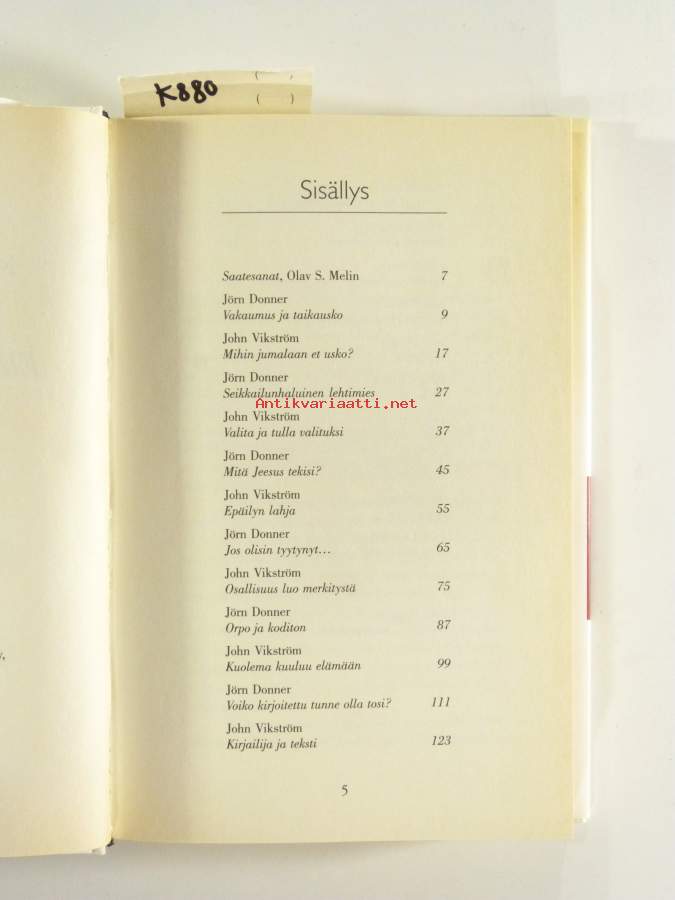 K880
( )
( )
Sisällys
Saatesanat, Olav S. Melin 7
Jörn Donner
Vakaumus ja taikausko 9
John Vikström
Mihin jumalaan et usko? 17
Jörn Donner
Seikkailunhaluinen lehtimies 27
Antikvariaatti.net
John Vikström
Valita ja tulla valituksi 37
Jörn Donner
Mitä Jeesus tekisi? 45
John Vikström
Epäilyn lahja 55
Jörn Donner
Jos olisin tyytynyt... 65
John Vikström
Osallisuus luo merkitystä 75
Jörn Donner
Orpo ja koditon 87
John Vikström
Kuolema kuuluu elämään 99
Jörn Donner
Voiko kirjoitettu tunne olla tosi? 111
John Vikström
Kirjailija ja teksti 123
5